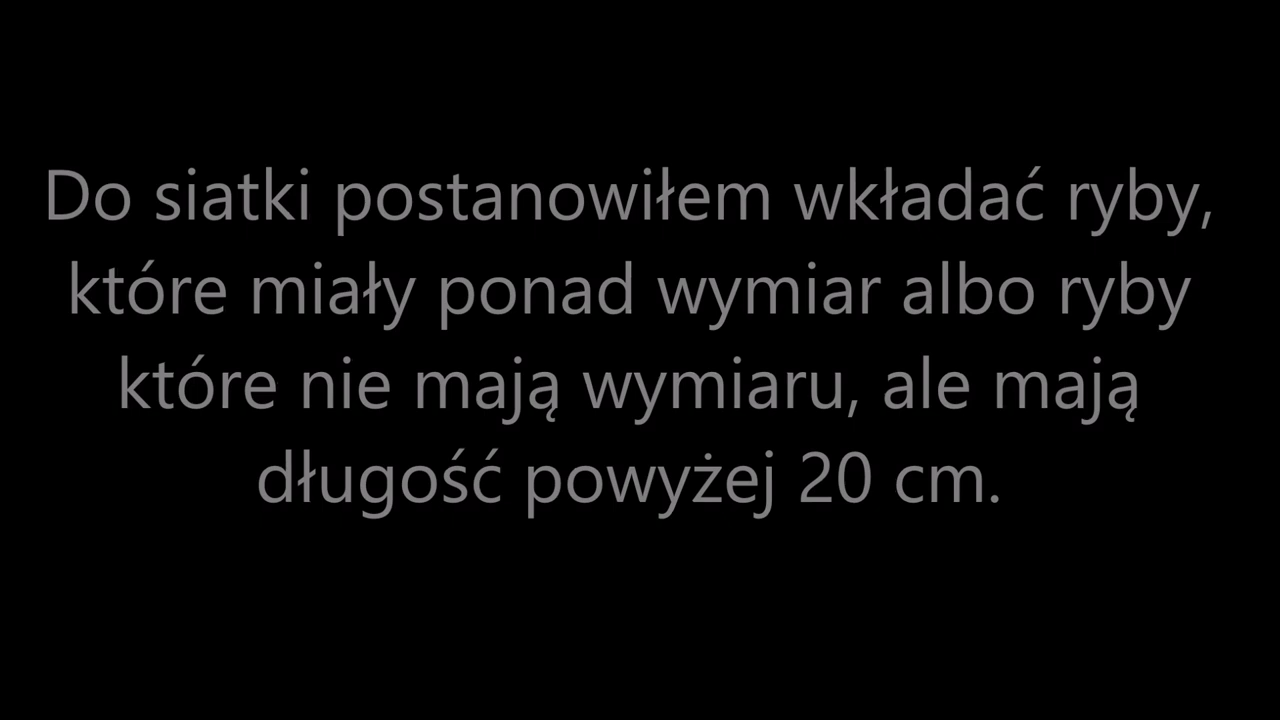 Do siatki postanowiłem wkładać ryby,
które miały ponad wymiar albo ryby
które nie mają wymiaru, ale mają
długość powyżej 20 cm.